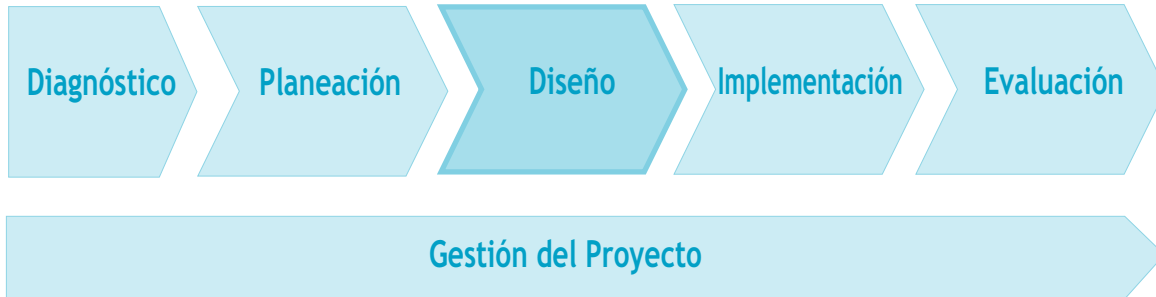 Diagnóstico
Planeación
Diseño
Implementación
Evaluación
Gestión del Proyecto